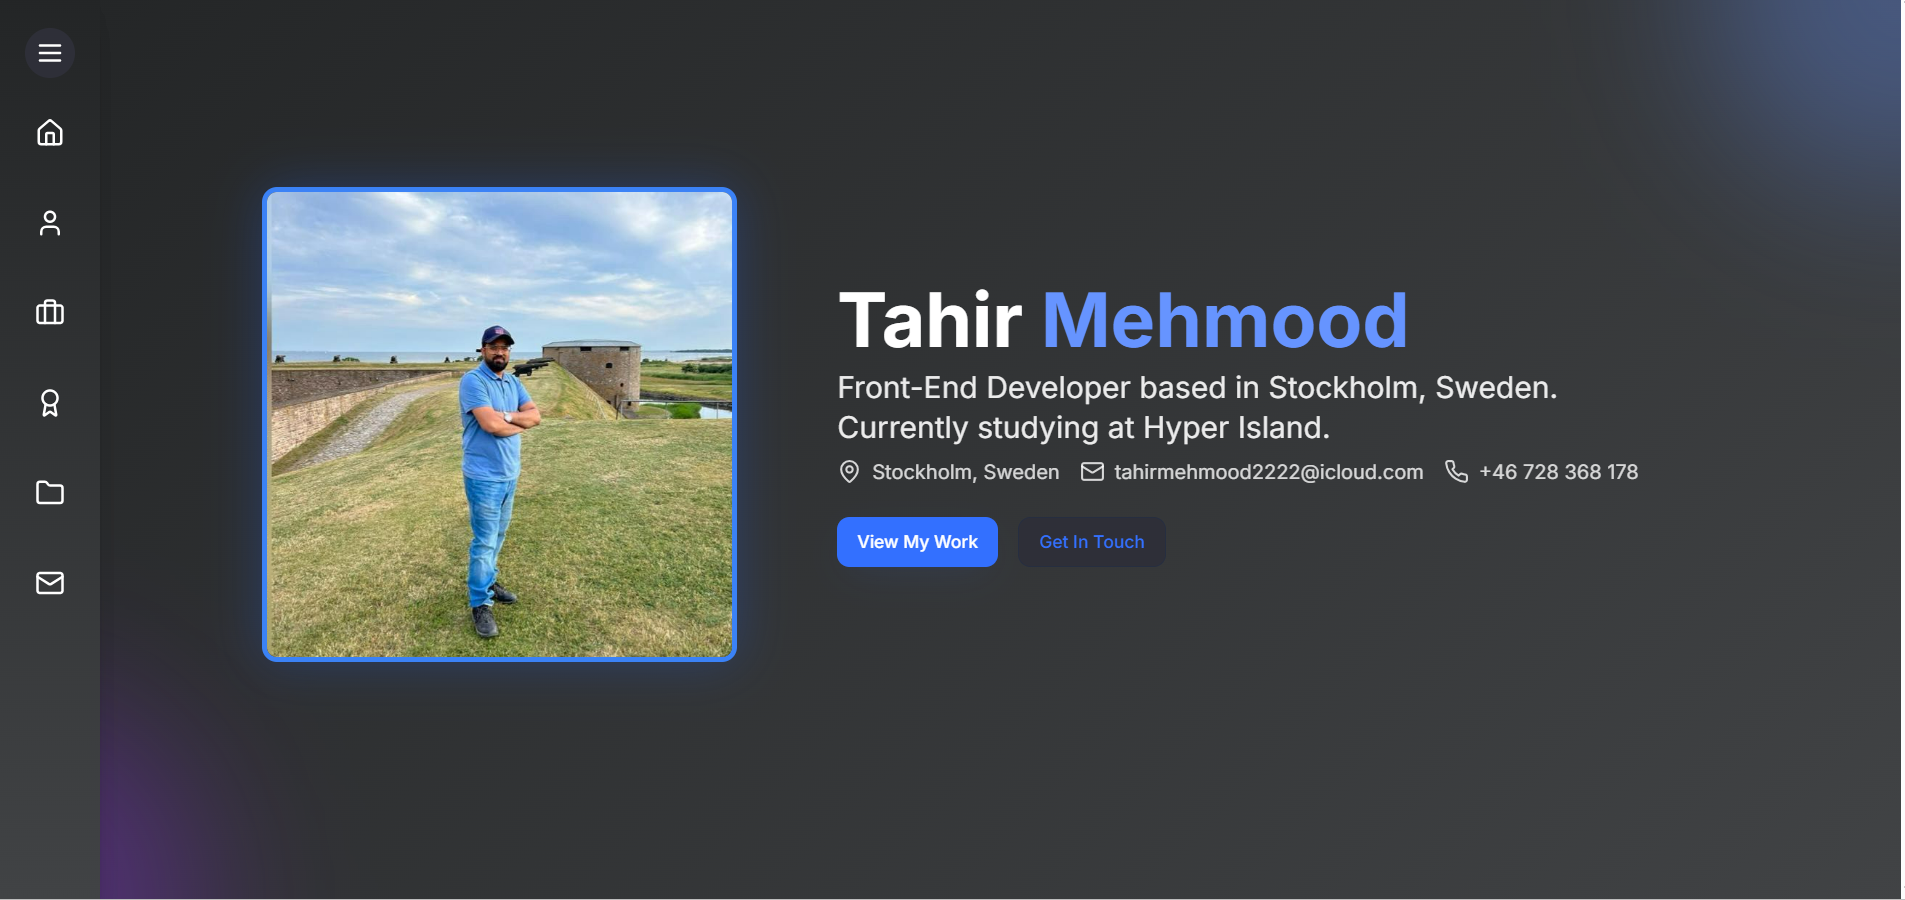 Tahir Mehmood
Front-End Developer based in Stockholm, Sweden.
Currently studying at Hyper Island.
Stockholm, Sweden tahirmehmood2222@icloud.com +46 728 368 178
View My Work Get In Touch